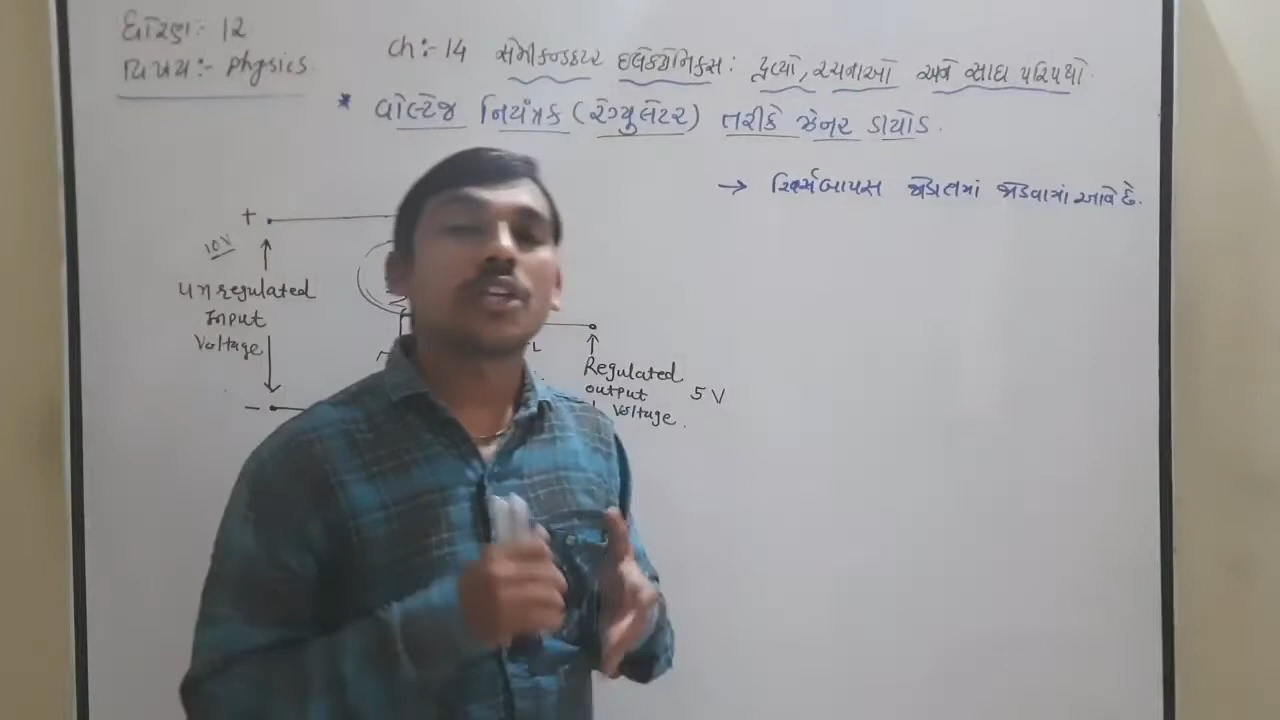 ધોરણ:- 12
વિષય:- Physics
ch:- 14 સેમીકન્ડક્ટર ઇલેક્ટ્રોનિક્સ: દ્રવ્યો, રચનાઓ અને સાદા પરિપથો.
* વોલ્ટેજ નિયંત્રક (રેગ્યુલેટર) તરીકે ઝેનર ડાયોડ.
→ રિવર્સબાયસ જોડાણમાં જોડવામાં આવે છે.
+
10V
Unregulated
Input
Voltage
-
L
Regulated
output 5 V
Voltage.